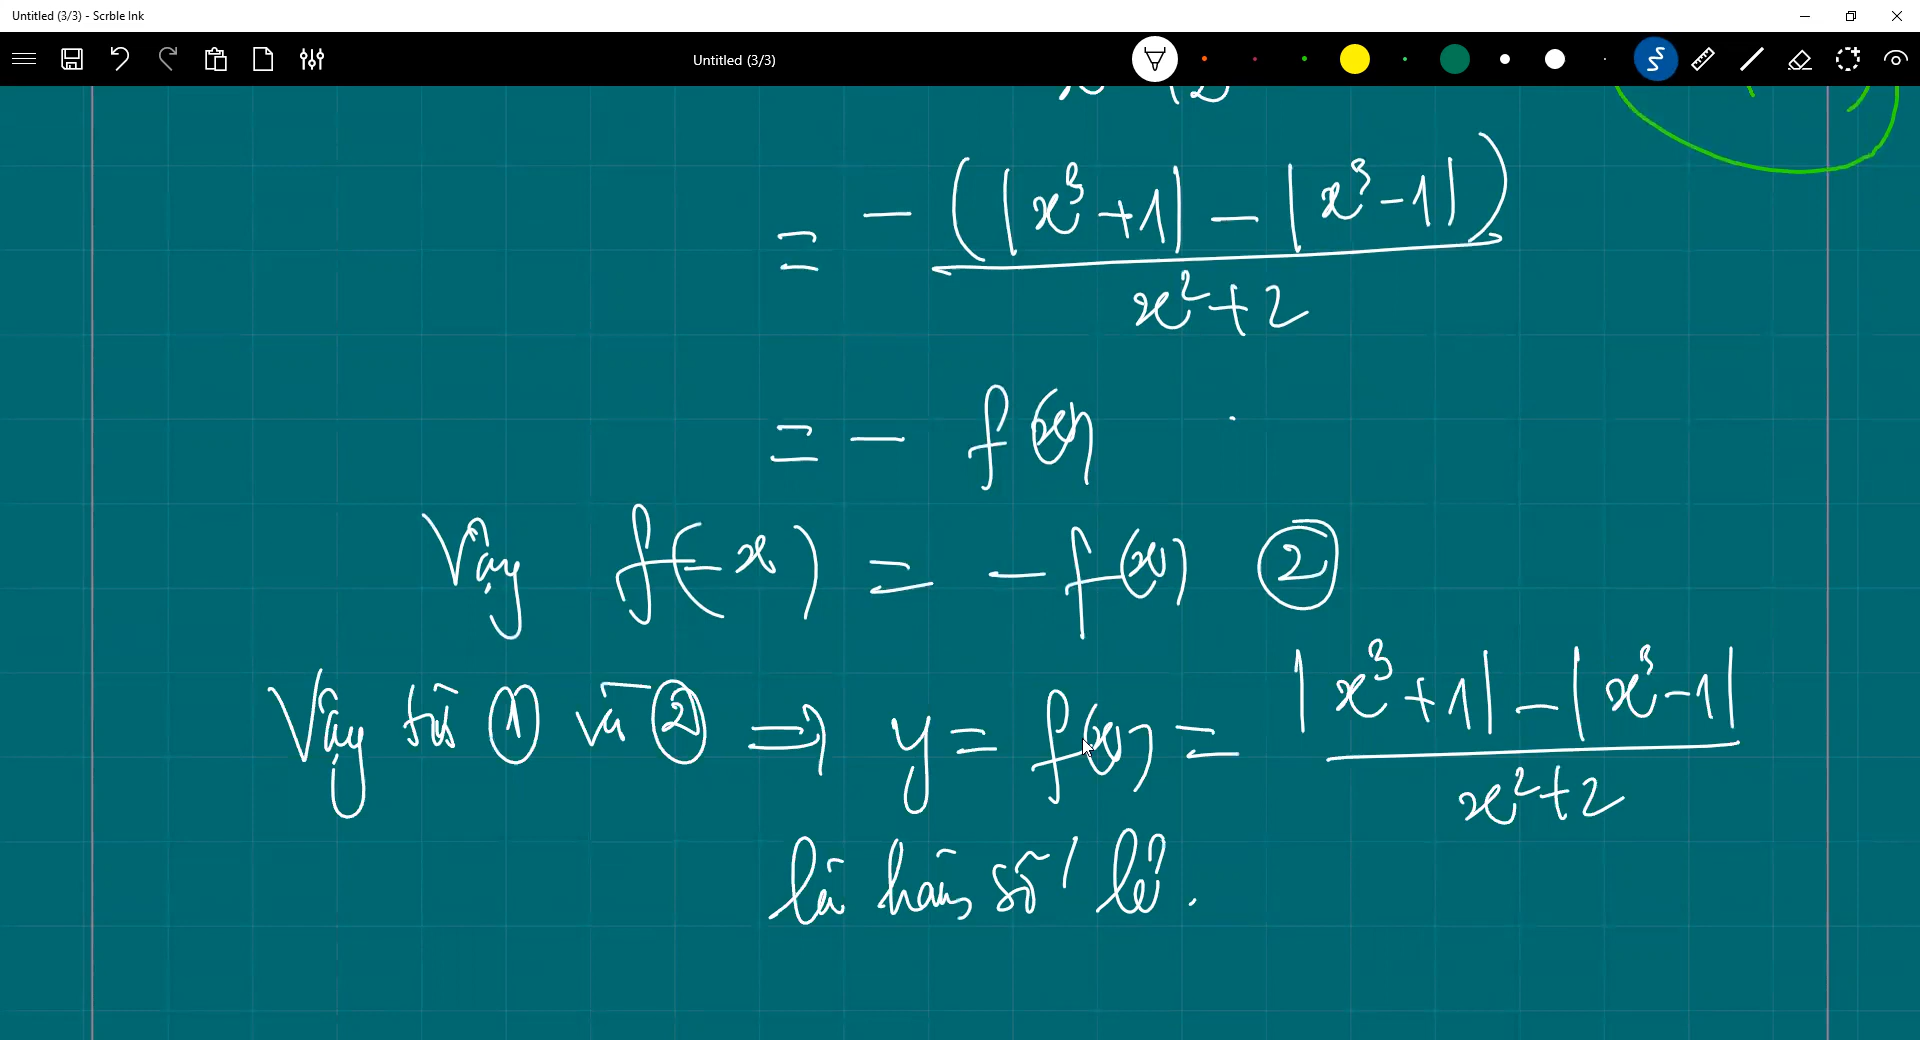 Untitled (3/3) - Scrble Ink
Untitled (3/3)
= -(|x³+1| - |x³-1|) / (x²+2)
= - f(x)
Vậy f(-x) = -f(x) ②
Vậy từ ① và ② ⇒ y = f(x) = (|x³+1| - |x³-1|) / (x²+2)
là hàm số lẻ.